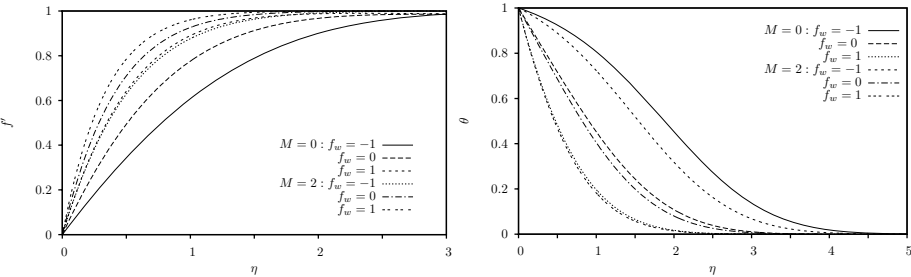 1
0.8
0.6
0.4
0.2
0
f′
0 1 2 3
η
M = 0 : f_w = −1
f_w = 0
f_w = 1
M = 2 : f_w = −1
f_w = 0
f_w = 1
1
0.8
0.6
0.4
0.2
0
θ
0 1 2 3 4 5
η
M = 0 : f_w = −1
f_w = 0
f_w = 1
M = 2 : f_w = −1
f_w = 0
f_w = 1